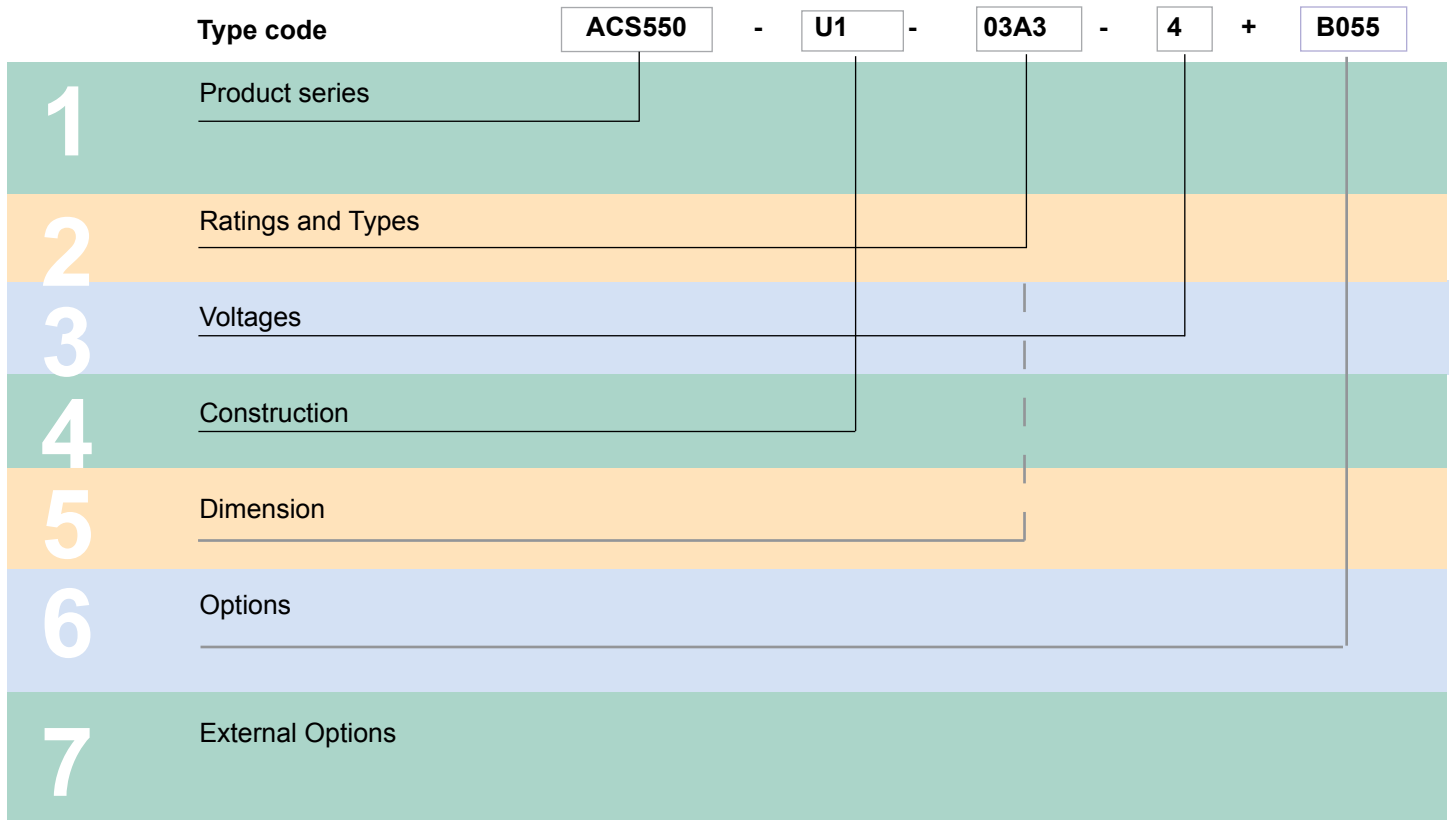 Type code ACS550 - U1 - 03A3 - 4 + B055
1 Product series
2 Ratings and Types
3 Voltages
4 Construction
5 Dimension
6 Options
7 External Options